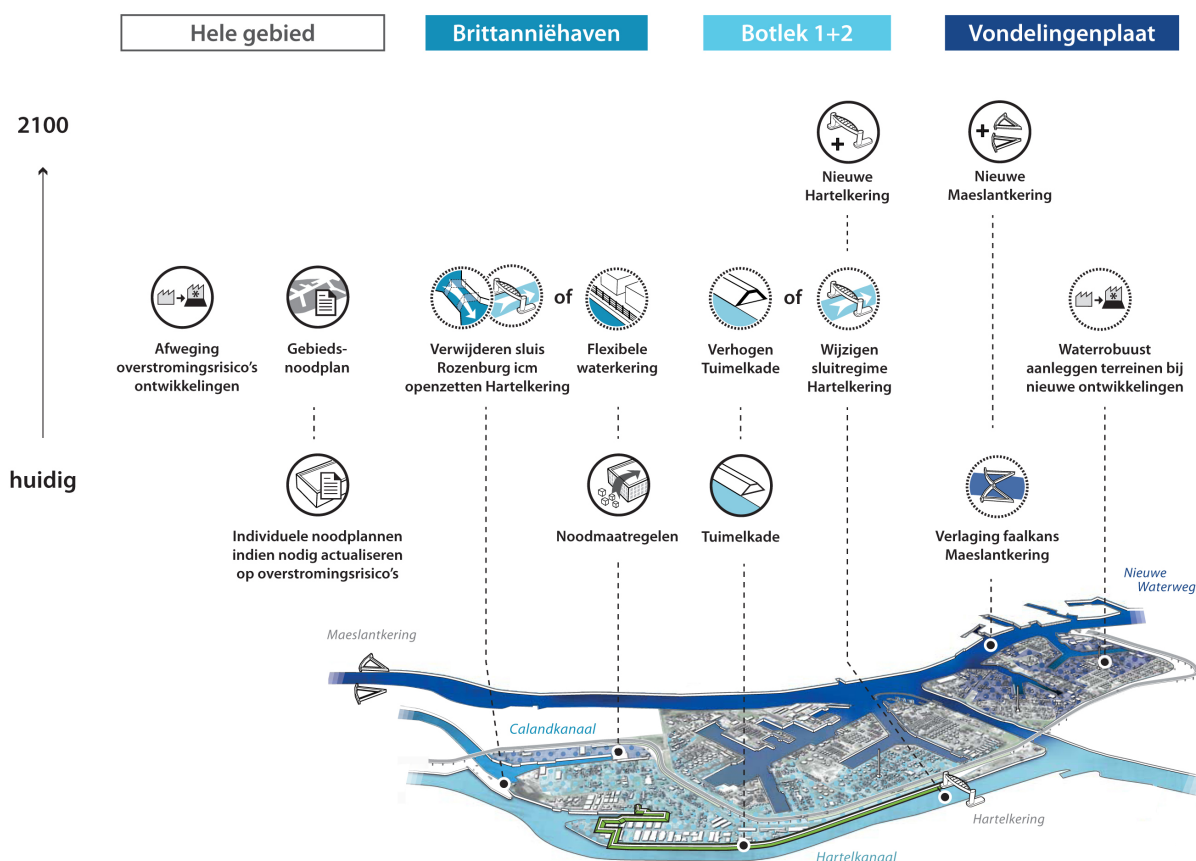 Hele gebied
Brittanniëhaven
Botlek 1+2
Vondelingenplaat
2100
Nieuwe
Hartelkering
Nieuwe
Maeslantkering
of
of
Afweging
overstromingsrisico's
ontwikkelingen
Gebieds-
noodplan
Verwijderen sluis
Rozenburg icm
openzetten Hartelkering
Flexibele
waterkering
Verhogen
Tuimelkade
Wijzigen
sluitregime
Hartelkering
Waterrobuust
aanleggen terreinen bij
nieuwe ontwikkelingen
huidig
Individuele noodplannen
indien nodig actualiseren
op overstromingsrisico's
Noodmaatregelen
Tuimelkade
Verlaging faalkans
Maeslantkering
Nieuwe
Waterweg
Maeslantkering
Calandkanaal
Hartelkering
Hartelkanaal